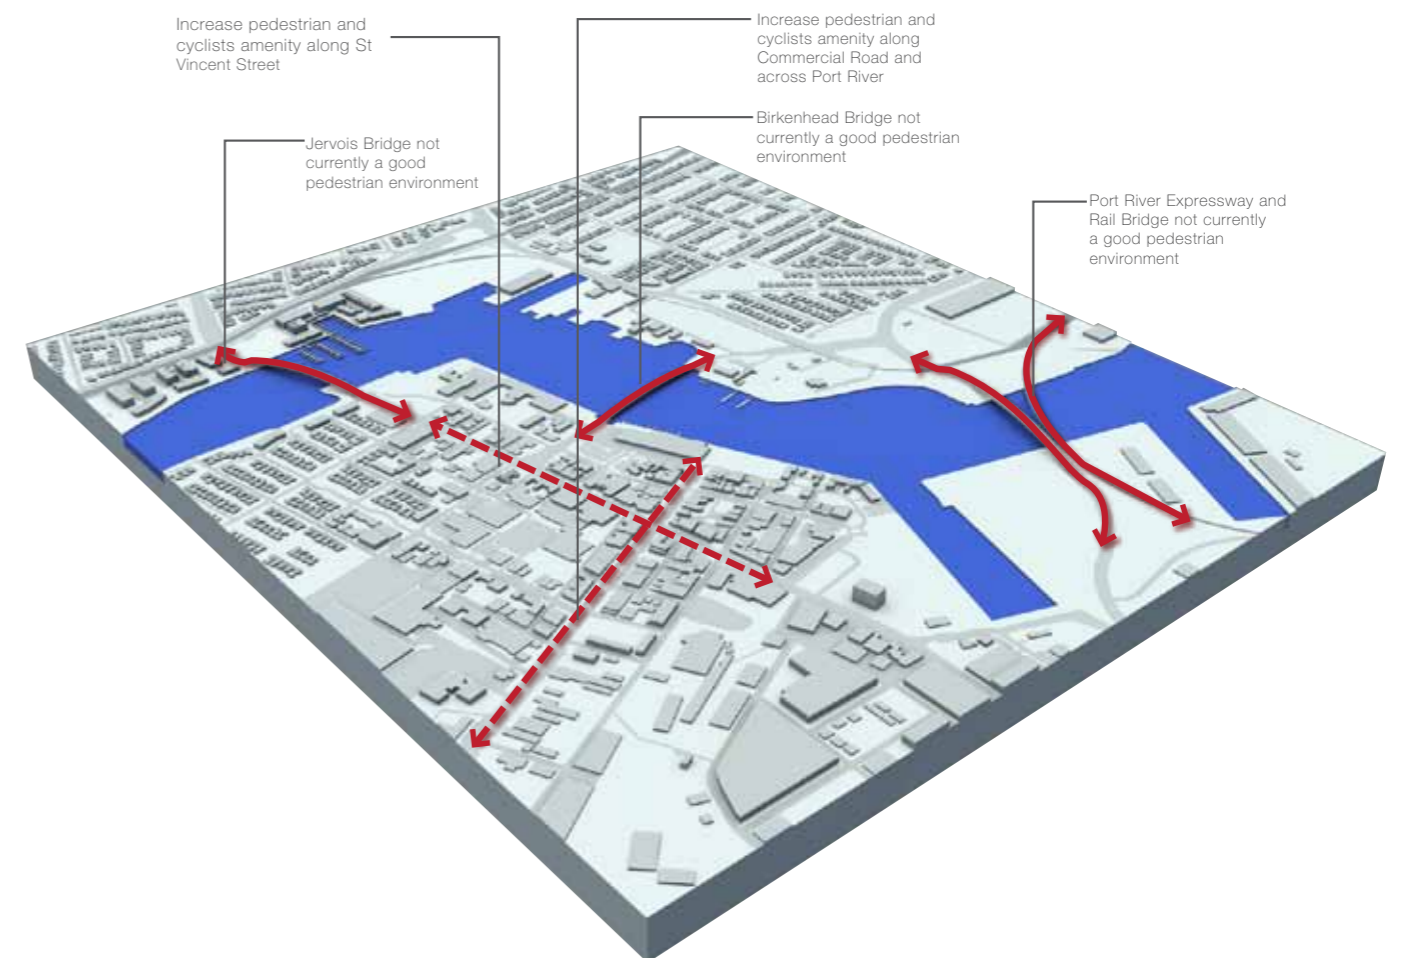 Increase pedestrian and
cyclists amenity along St
Vincent Street
Increase pedestrian and
cyclists amenity along
Commercial Road and
across Port River
Jervois Bridge not
currently a good
pedestrian environment
Birkenhead Bridge not
currently a good pedestrian
environment
Port River Expressway and
Rail Bridge not currently
a good pedestrian
environment